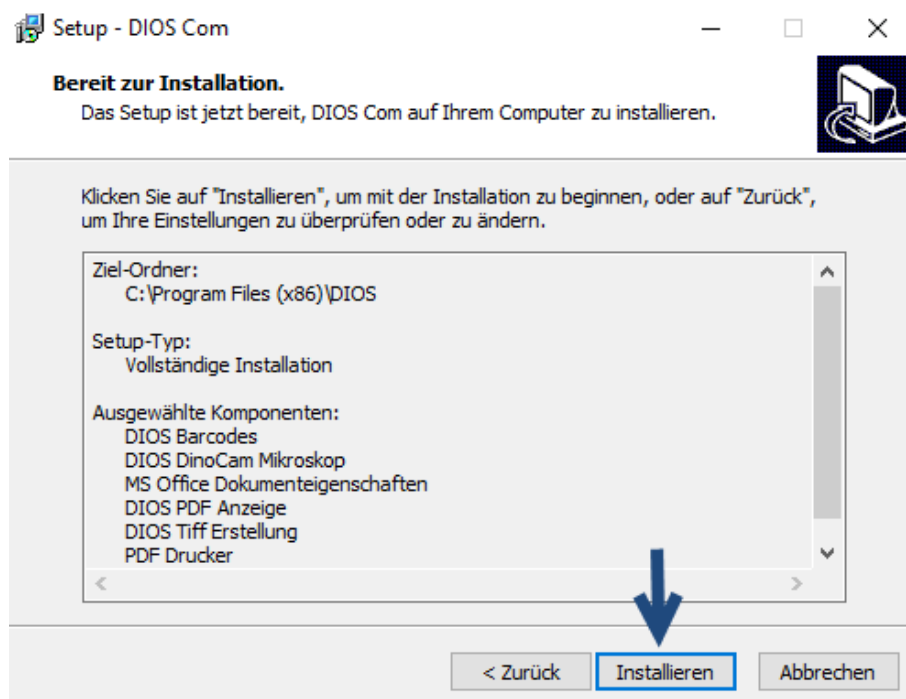 Setup - DIOS Com
Bereit zur Installation.
Das Setup ist jetzt bereit, DIOS Com auf Ihrem Computer zu installieren.
Klicken Sie auf "Installieren", um mit der Installation zu beginnen, oder auf "Zurück",
um Ihre Einstellungen zu überprüfen oder zu ändern.
Ziel-Ordner:
C:\Program Files (x86)\DIOS
Setup-Typ:
Vollständige Installation
Ausgewählte Komponenten:
DIOS Barcodes
DIOS DinoCam Mikroskop
MS Office Dokumenteigenschaften
DIOS PDF Anzeige
DIOS Tiff Erstellung
PDF Drucker
< Zurück
Installieren
Abbrechen